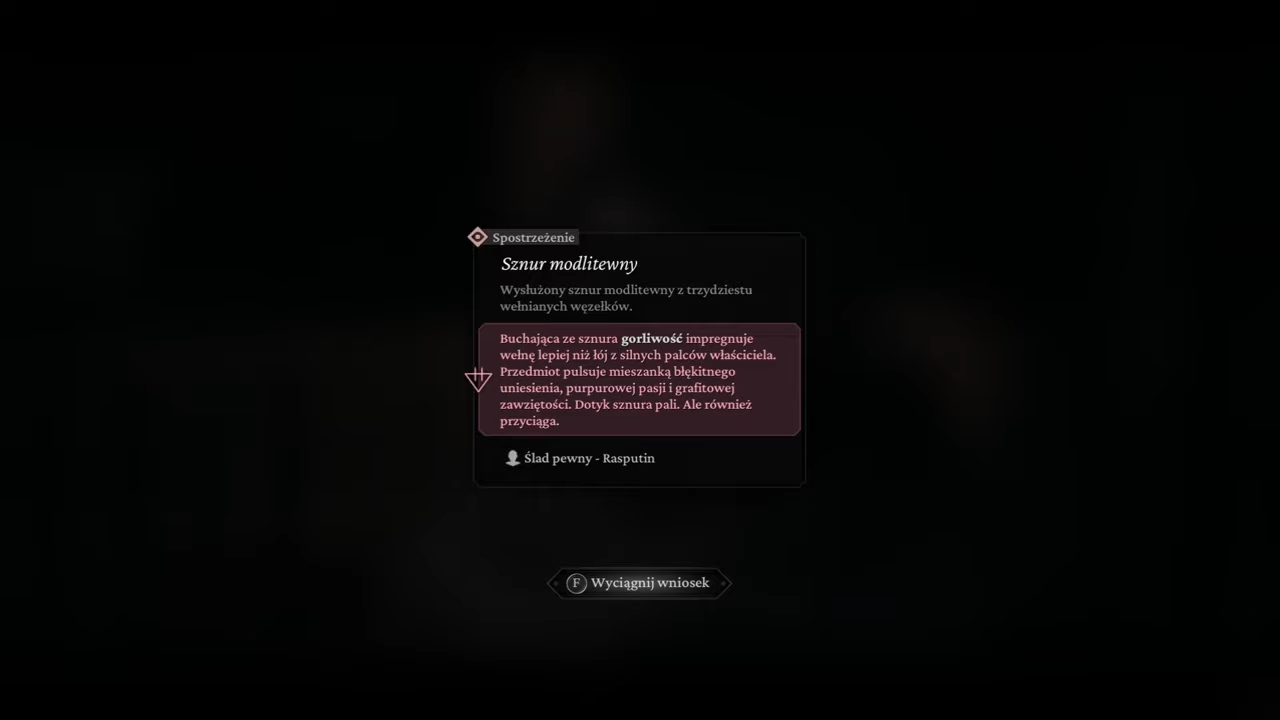 Spostrzeżenie
Sznur modlitewny
Wysłużony sznur modlitewny z trzydziestu
wełnianych węzełków.
Buchająca ze sznura gorliwość impregnuje
wełnę lepiej niż łój z silnych palców właściciela.
Przedmiot pulsuje mieszanką błękitnego
uniesienia, purpurowej pasji i grafitowej
zawziętości. Dotyk sznura pali. Ale również
przyciąga.
Ślad pewny - Rasputin
F Wyciągnij wniosek